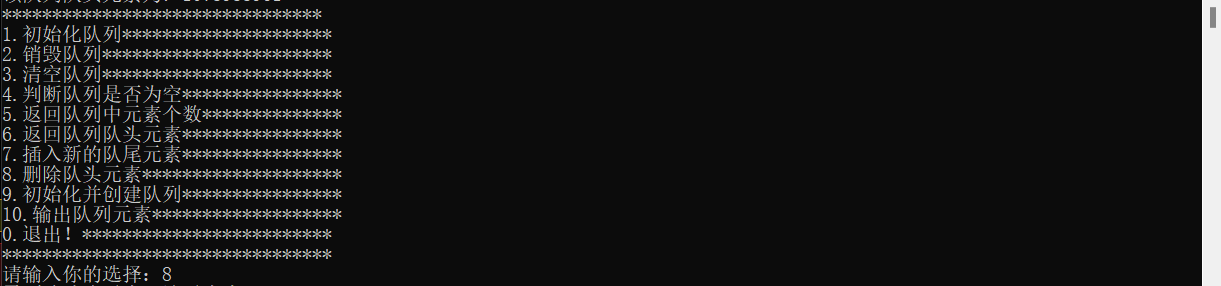 ********************************
1.初始化队列*********************
2.销毁队列***********************
3.清空队列***********************
4.判断队列是否为空****************
5.返回队列中元素个数**************
6.返回队列队头元素****************
7.插入新的队尾元素****************
8.删除队头元素********************
9.初始化并创建队列****************
10.输出队列元素*******************
0.退出！*************************
*********************************
请输入你的选择：8